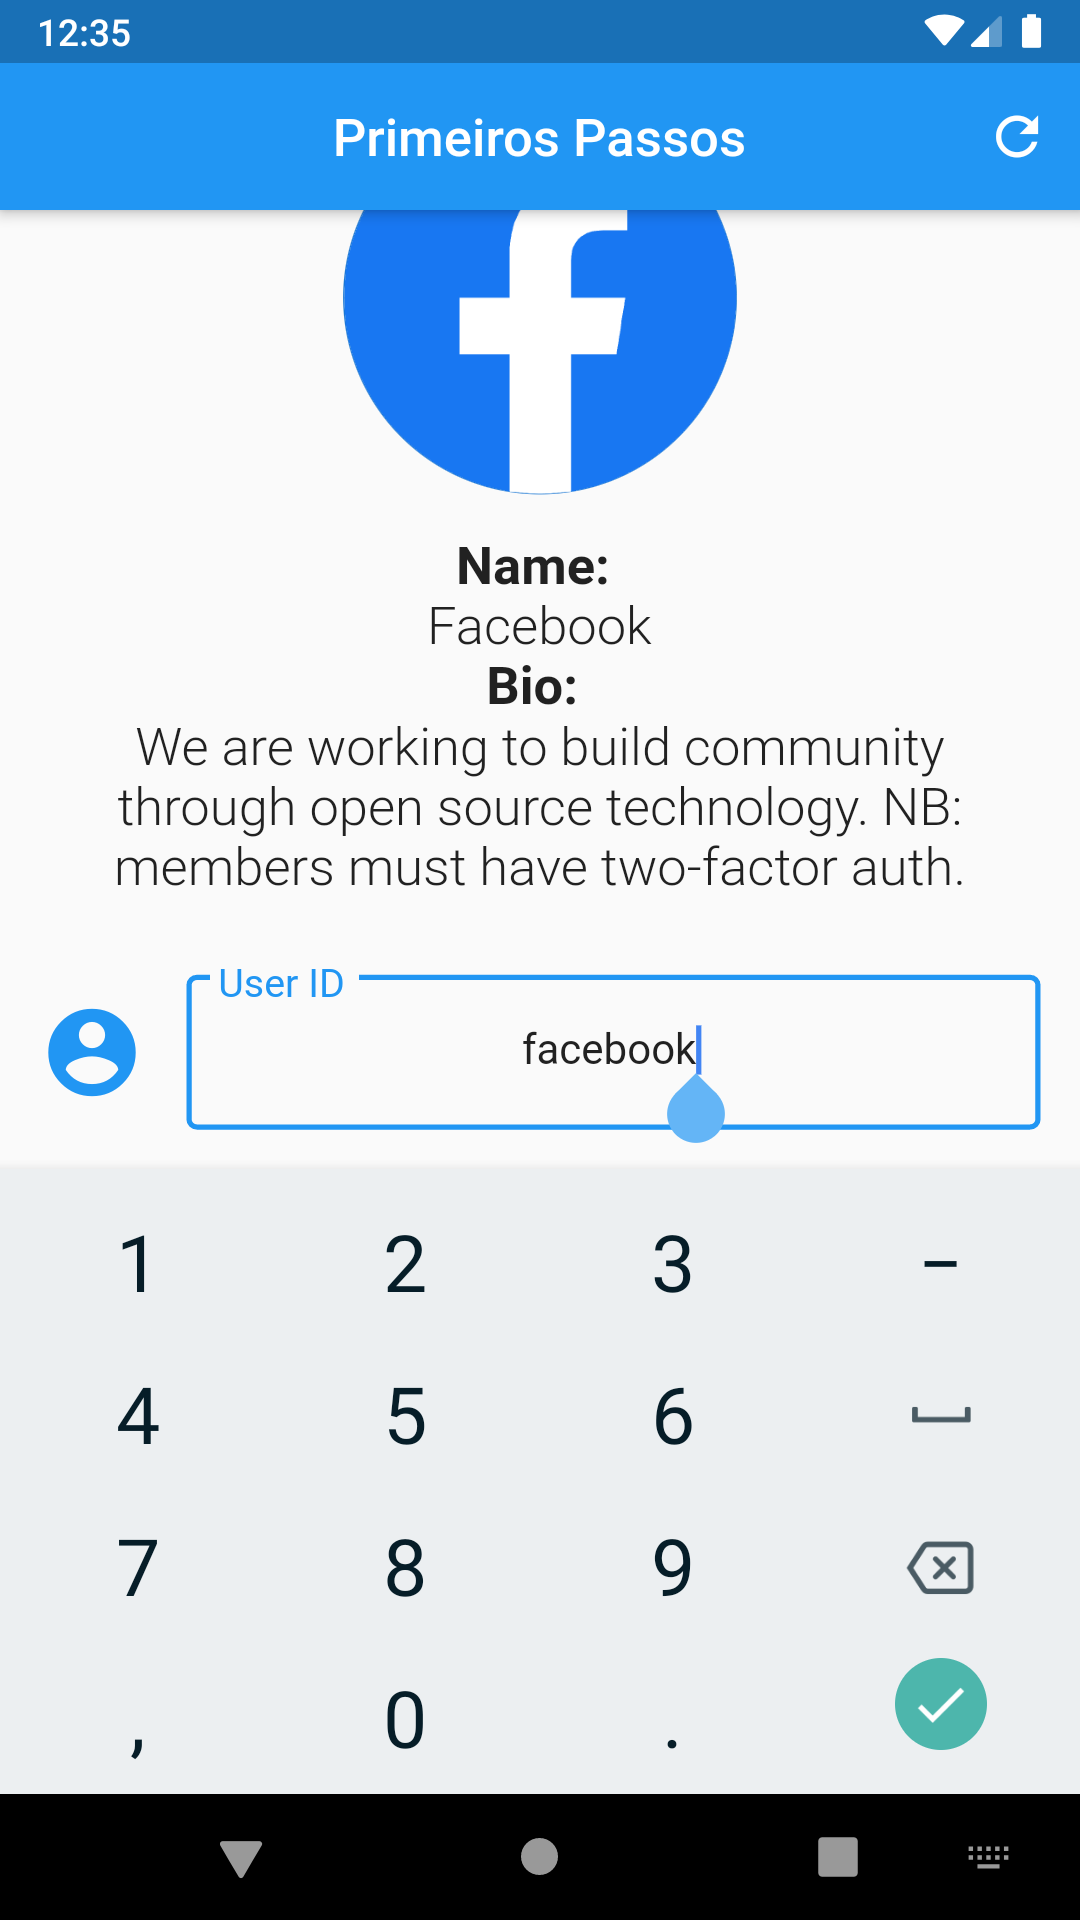 12:35
Primeiros Passos
Name:
Facebook
Bio:
We are working to build community
through open source technology. NB:
members must have two-factor auth.
User ID
facebook
1 2 3 –
4 5 6
7 8 9
, 0 .